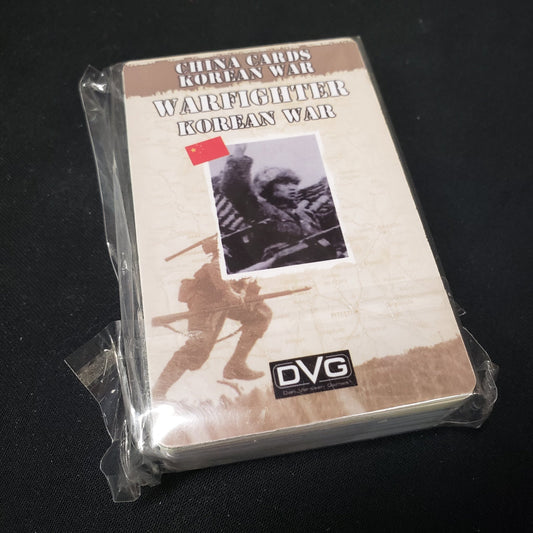 CHINA CARDS
KOREAN WAR
WARFIGHTER
KOREAN WAR
DVG
Dan Verssen Games